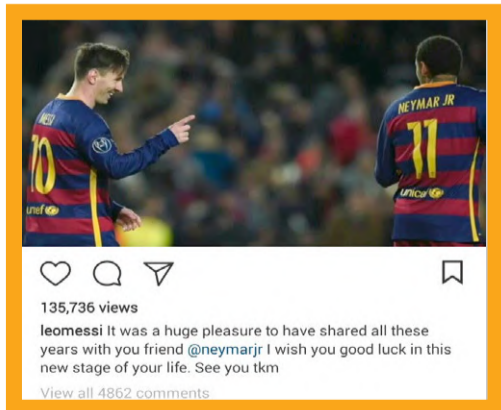 MESSI
10
unef
NEYMAR JR
11
unicef
135,736 views
leomessi It was a huge pleasure to have shared all these
years with you friend @neymarjr I wish you good luck in this
new stage of your life. See you tkm
View all 4862 comments